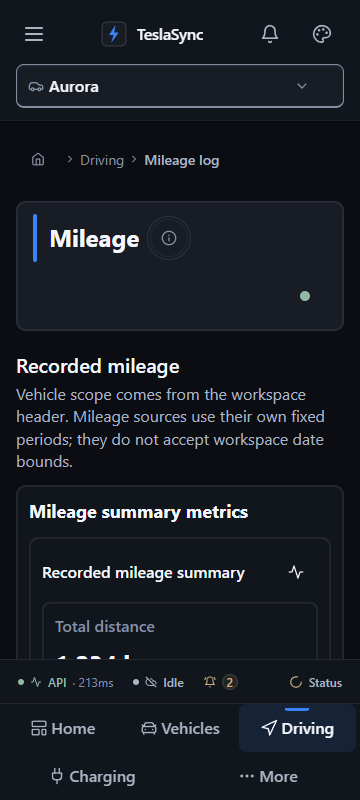 TeslaSync
Aurora
Driving
Mileage log
Mileage
Recorded mileage
Vehicle scope comes from the workspace
header. Mileage sources use their own fixed
periods; they do not accept workspace date
bounds.
Mileage summary metrics
Recorded mileage summary
Total distance
API · 213ms
Idle
2
Status
Home
Vehicles
Driving
Charging
More